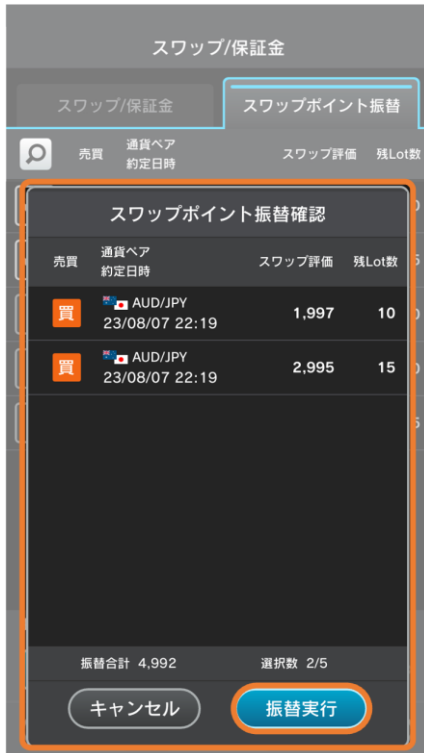 スワップ/保証金
スワップ/保証金 スワップポイント振替
売買 通貨ペア スワップ評価 残Lot数
約定日時
スワップポイント振替確認
売買 通貨ペア スワップ評価 残Lot数
約定日時
買 AUD/JPY 1,997 10
23/08/07 22:19
買 AUD/JPY 2,995 15
23/08/07 22:19
振替合計 4,992 選択数 2/5
キャンセル 振替実行